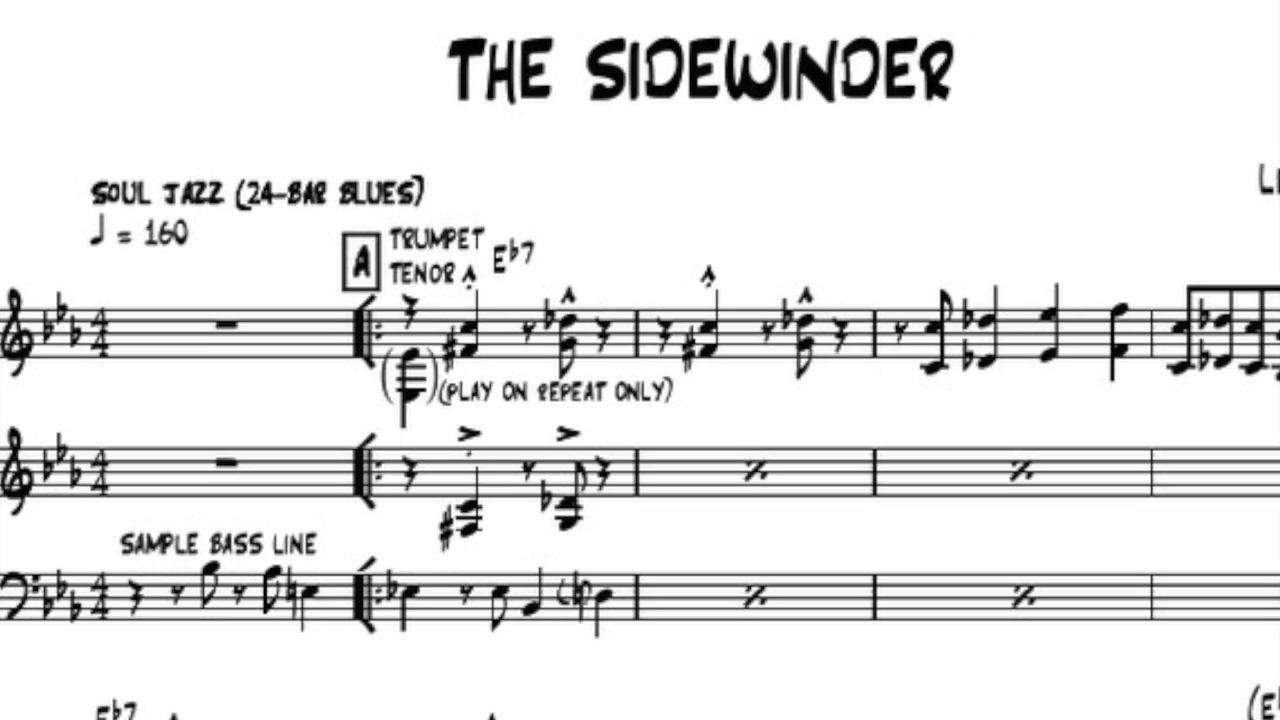 THE SIDEWINDER
SOUL JAZZ (24-BAR BLUES)
♩ = 160
A
TRUMPET
TENOR
E♭7
(PLAY ON REPEAT ONLY)
SAMPLE BASS LINE
E♭7